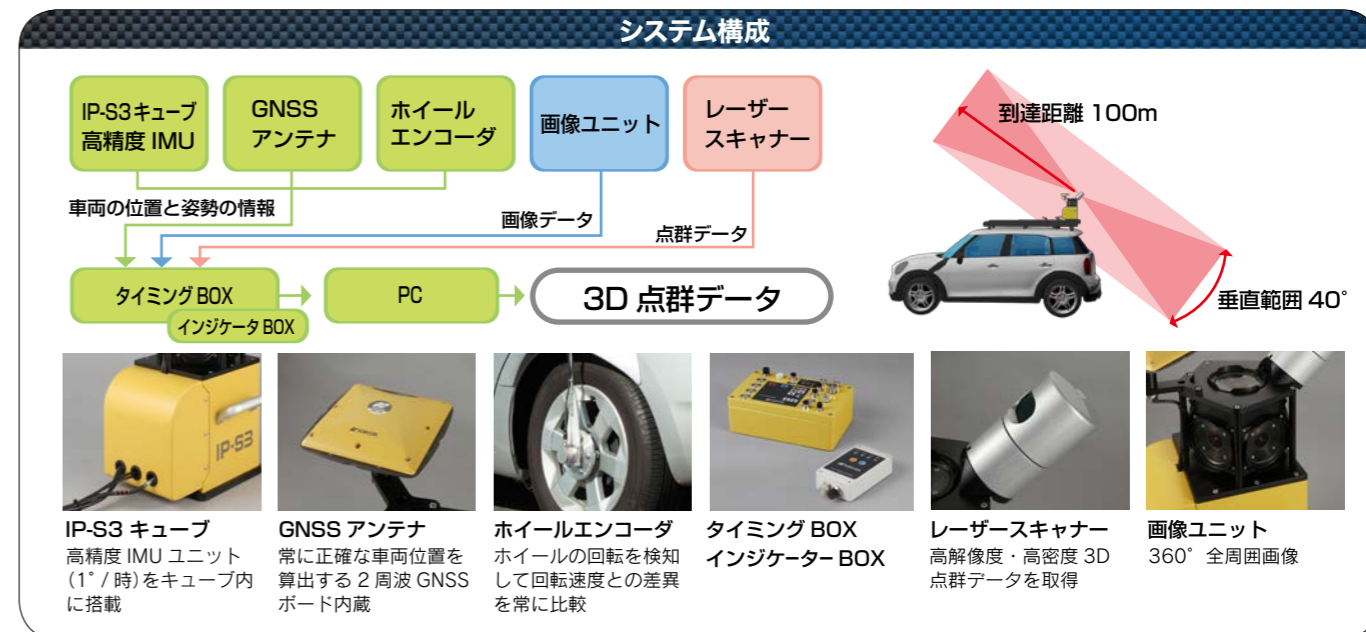 システム構成
IP-S3キューブ
高精度 IMU
GNSS
アンテナ
ホイール
エンコーダ
画像ユニット
レーザー
スキャナー
到達距離 100m
車両の位置と姿勢の情報
画像データ
点群データ
タイミング BOX
インジケータ BOX
PC
3D 点群データ
垂直範囲 40°
IP-S3
IP-S3 キューブ
高精度 IMU ユニット
(1°/ 時)をキューブ内
に搭載
GNSS アンテナ
常に正確な車両位置を
算出する 2 周波 GNSS
ボード内蔵
ホイールエンコーダ
ホイールの回転を検知
して回転速度との差異
を常に比較
タイミング BOX
インジケーター BOX
レーザースキャナー
高解像度・高密度 3D
点群データを取得
画像ユニット
360°全周囲画像